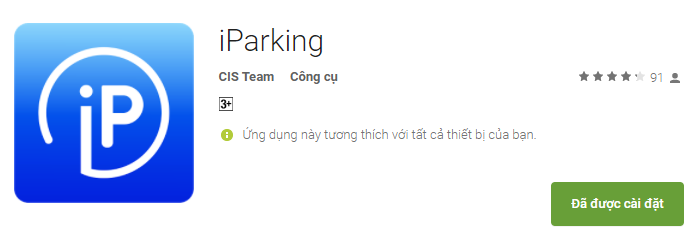 iP
iParking
CIS Team Công cụ 91
3+
Ứng dụng này tương thích với tất cả thiết bị của bạn.
Đã được cài đặt